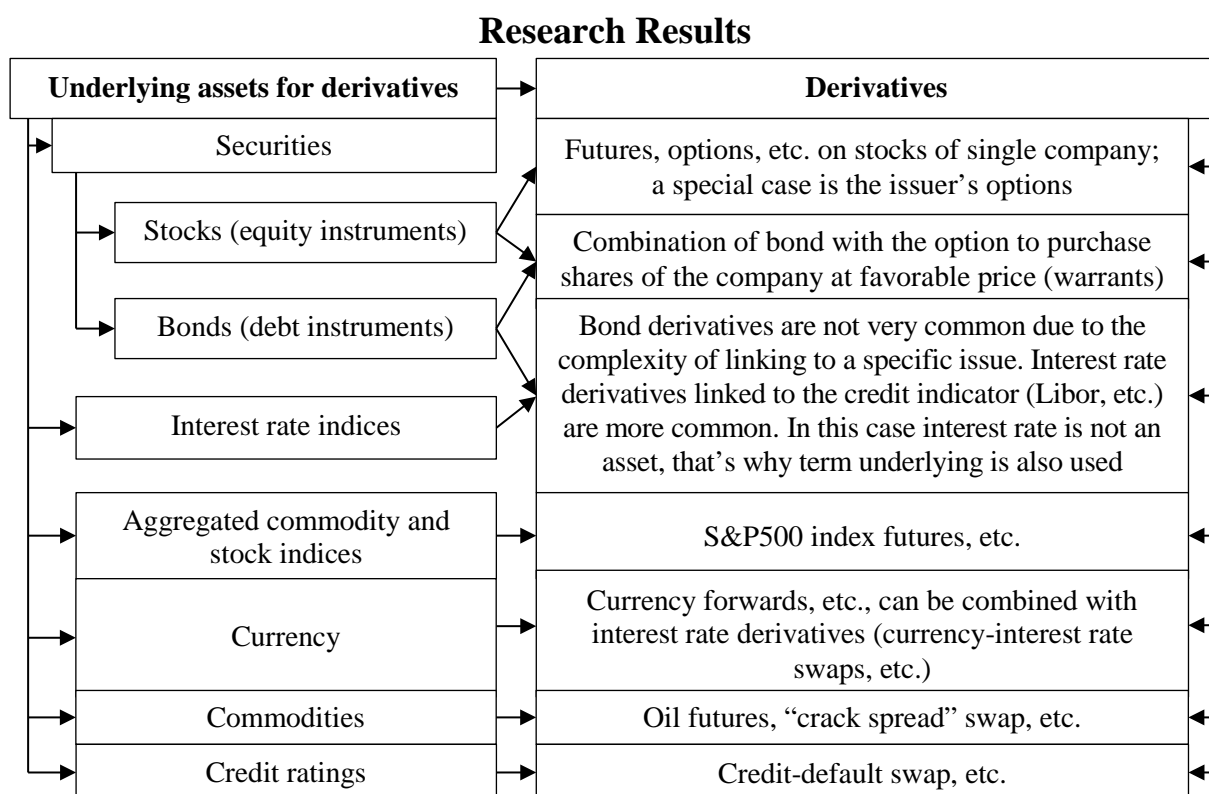 Research Results
Underlying assets for derivatives
Derivatives
Securities
Futures, options, etc. on stocks of single company;
a special case is the issuer’s options
Stocks (equity instruments)
Combination of bond with the option to purchase
shares of the company at favorable price (warrants)
Bonds (debt instruments)
Bond derivatives are not very common due to the
complexity of linking to a specific issue. Interest rate
derivatives linked to the credit indicator (Libor, etc.)
are more common. In this case interest rate is not an
asset, that’s why term underlying is also used
Interest rate indices
Aggregated commodity and
stock indices
S&P500 index futures, etc.
Currency
Currency forwards, etc., can be combined with
interest rate derivatives (currency-interest rate
swaps, etc.)
Commodities
Oil futures, “crack spread” swap, etc.
Credit ratings
Credit-default swap, etc.